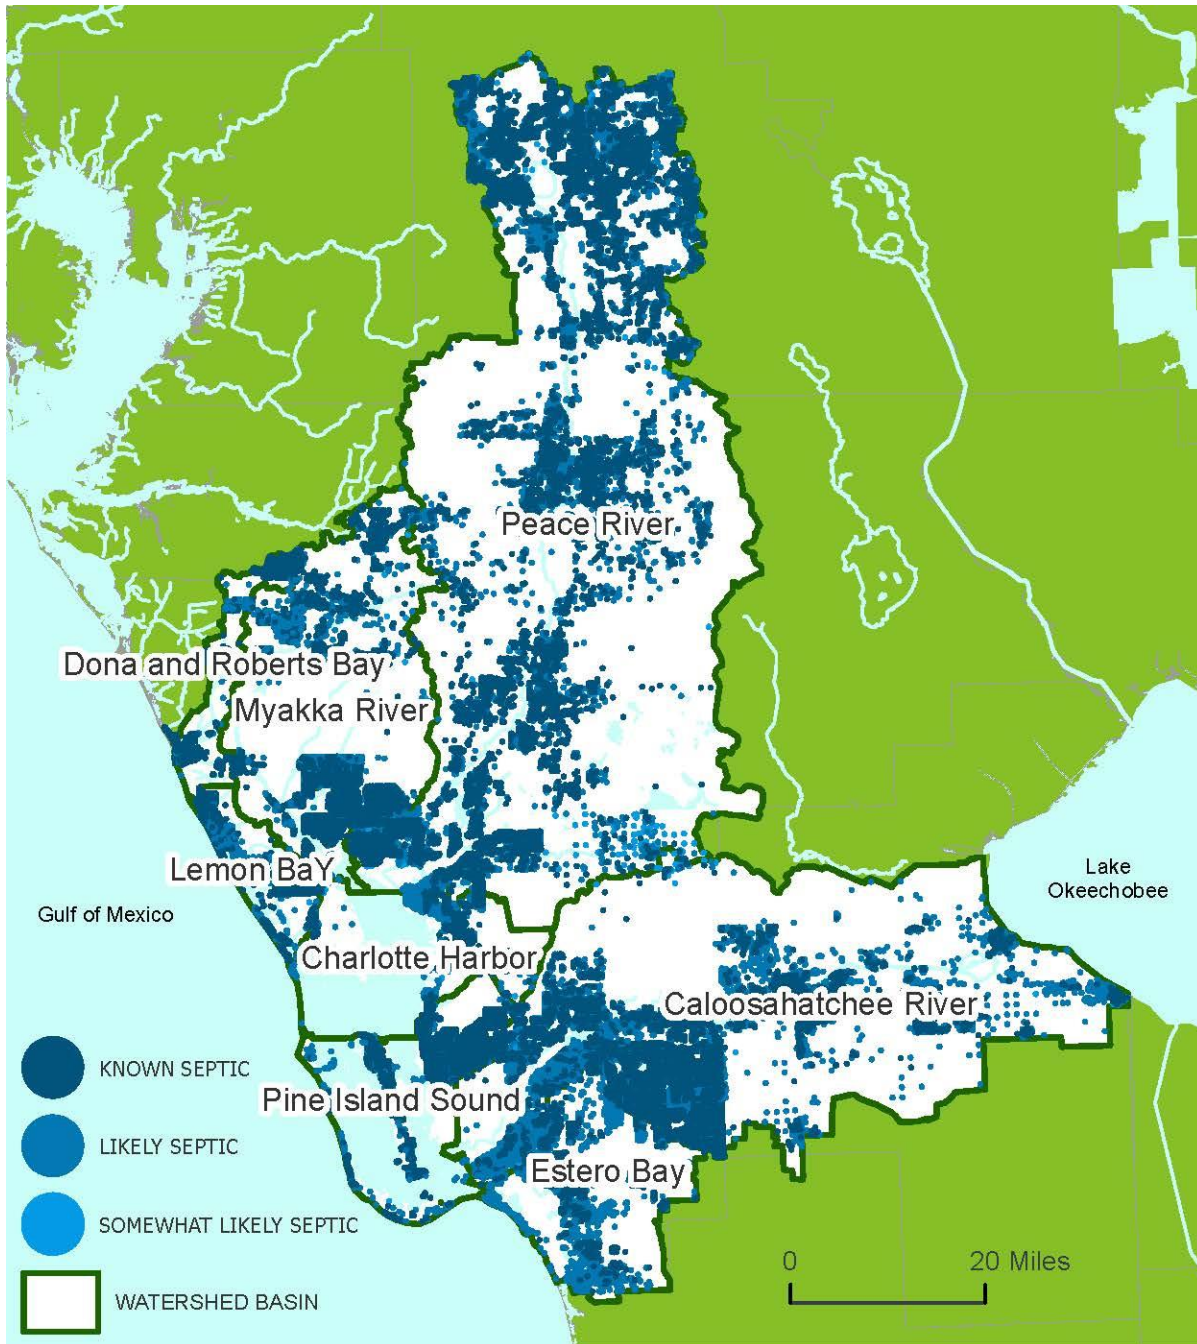 Peace River
Dona and Roberts Bay
Myakka River
Lemon BaY
Gulf of Mexico
Lake
Okeechobee
Charlotte Harbor
Caloosahatchee River
KNOWN SEPTIC
Pine Island Sound
LIKELY SEPTIC
Estero Bay
SOMEWHAT LIKELY SEPTIC
0
20 Miles
WATERSHED BASIN